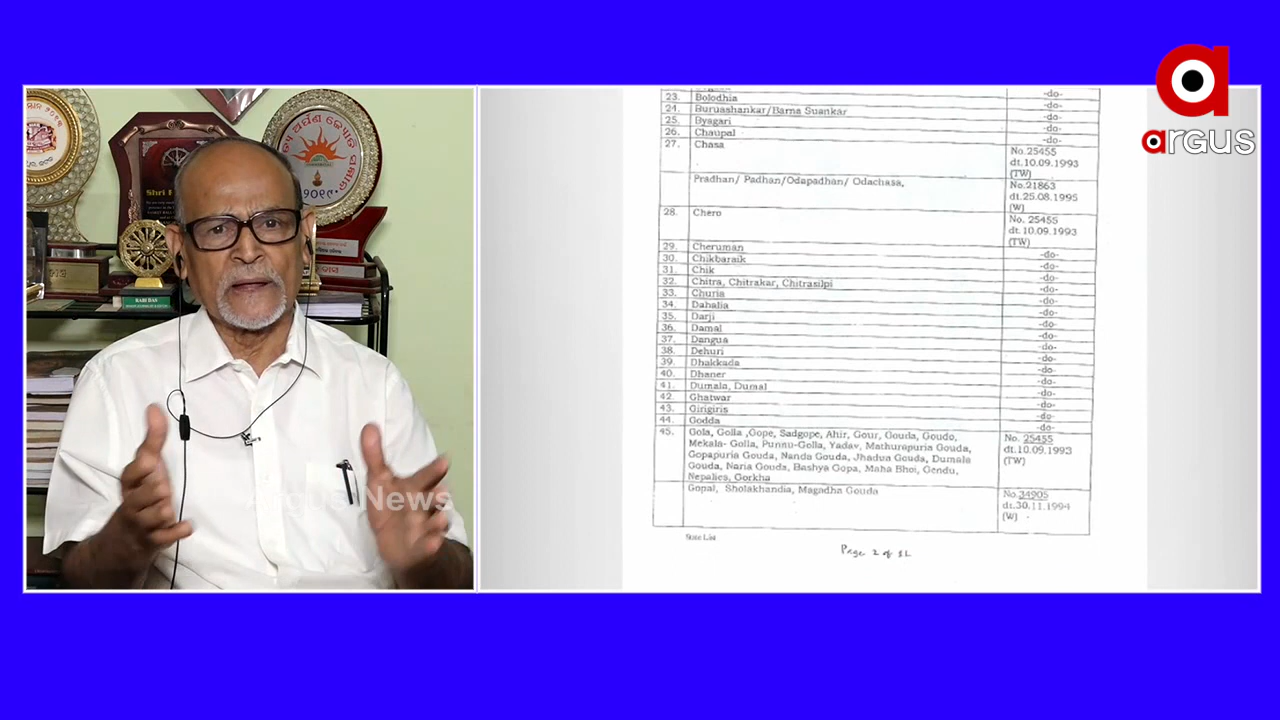 argus
Shri
RABI DAS
Argus News
23. Bolodhia -do-
24. Buruashankar/Barna Suankar -do-
25. Byagari -do-
26. Chaupal -do-
27. Chasa No.25455
dt.10.09.1993
(TW)
Pradhan/ Padhan/Odapadhan/ Odachasa, No.21863
dt.25.08.1995
(W)
28. Chero No. 25455
dt.10.09.1993
(TW)
29. Cheruman -do-
30. Chikbaraik -do-
31. Chik -do-
32. Chitra, Chitrakar, Chitrasilpi -do-
33. Churia -do-
34. Dahalia -do-
35. Darji -do-
36. Damal -do-
37. Dangua -do-
38. Dehuri -do-
39. Dhakkada -do-
40. Dhaner -do-
41. Dumala, Dumal -do-
42. Ghatwar -do-
43. Girigiris -do-
44. Godda -do-
45. Gola, Golla ,Gope, Sadgope, Ahir, Gour, Gouda, Goudo, No. 25455
Mekala- Golla, Punnu-Golla, Yadav, Mathurapuria Gouda, dt.10.09.1993
Gopapuria Gouda, Nanda Gouda, Jhadua Gouda, Dumala (TW)
Gouda, Naria Gouda, Bashya Gopa, Maha Bhoi, Gendu,
Nepalies, Gorkha
Gopal, Sholakhandia, Magadha Gouda No.34905
dt.30.11.1994
(W)
State List
Page 2 of 12